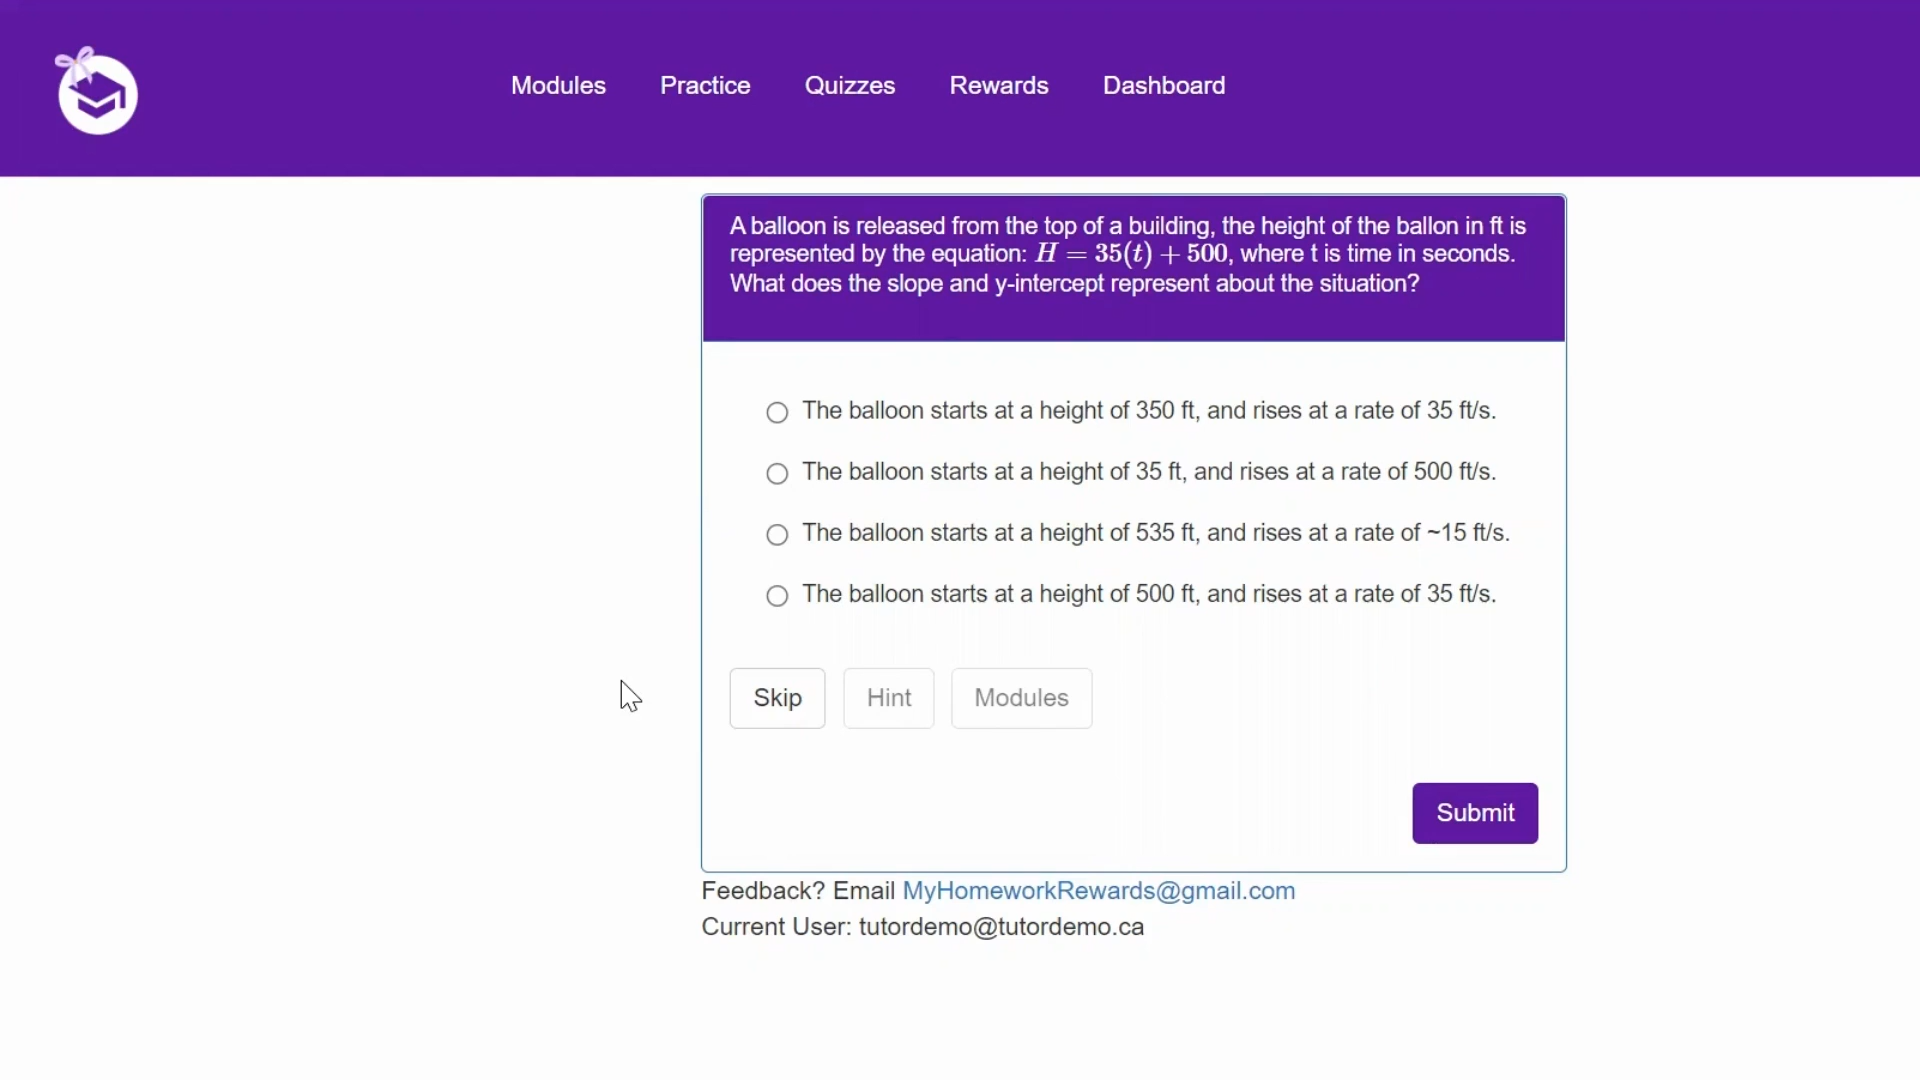 Modules Practice Quizzes Rewards Dashboard
A balloon is released from the top of a building, the height of the ballon in ft is
represented by the equation: H = 35(t) + 500, where t is time in seconds.
What does the slope and y-intercept represent about the situation?
The balloon starts at a height of 350 ft, and rises at a rate of 35 ft/s.
The balloon starts at a height of 35 ft, and rises at a rate of 500 ft/s.
The balloon starts at a height of 535 ft, and rises at a rate of ~15 ft/s.
The balloon starts at a height of 500 ft, and rises at a rate of 35 ft/s.
Skip Hint Modules
Submit
Feedback? Email MyHomeworkRewards@gmail.com
Current User: tutordemo@tutordemo.ca